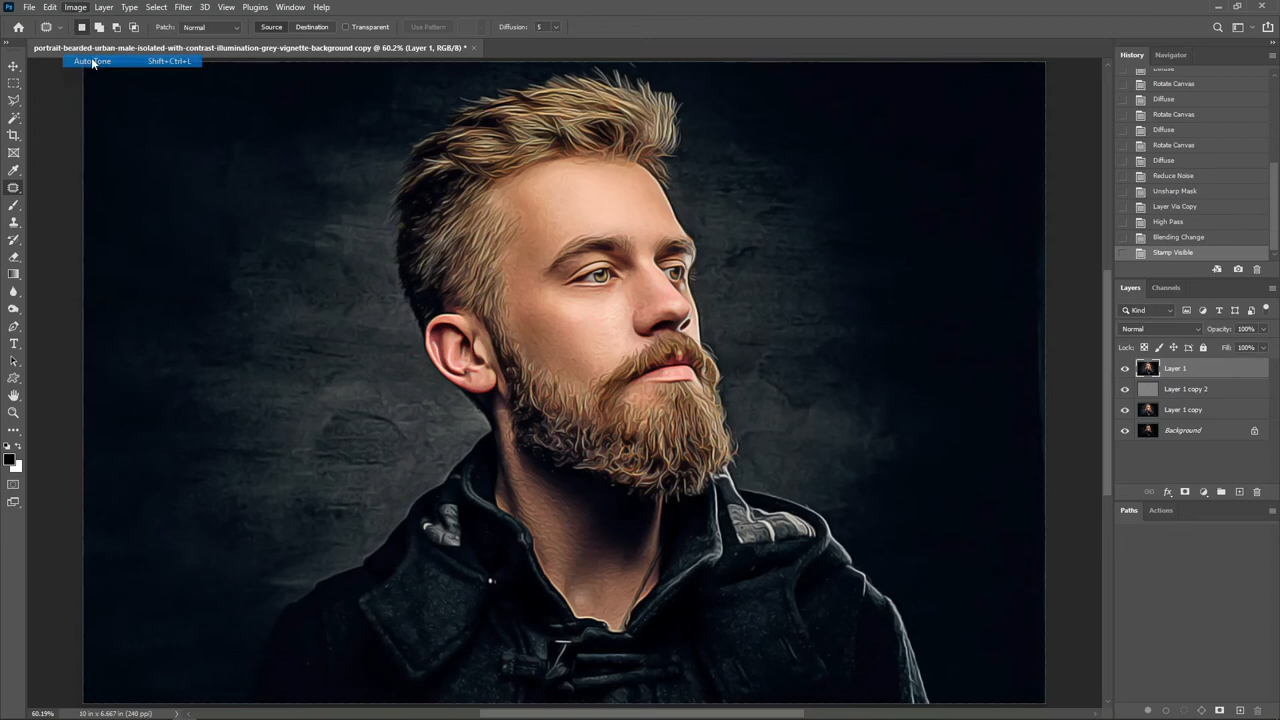 Ps File Edit Image Layer Type Select Filter 3D View Plugins Window Help
Patch: Normal Source Destination Transparent Use Pattern Diffusion: 5
portrait-bearded-urban-male-isolated-with-contrast-illumination-grey-vignette-background copy @ 60.2% (Layer 1, RGB/8) *
Auto Tone Shift+Ctrl+L
History Navigator
Diffuse
Rotate Canvas
Diffuse
Rotate Canvas
Diffuse
Rotate Canvas
Diffuse
Reduce Noise
Unsharp Mask
Layer Via Copy
High Pass
Blending Change
Stamp Visible
Layers Channels
Kind
Normal Opacity: 100%
Lock: Fill: 100%
Layer 1
Layer 1 copy 2
Layer 1 copy
Background
fx
Paths Actions
60.19% 10 in x 6.667 in (240 ppi)